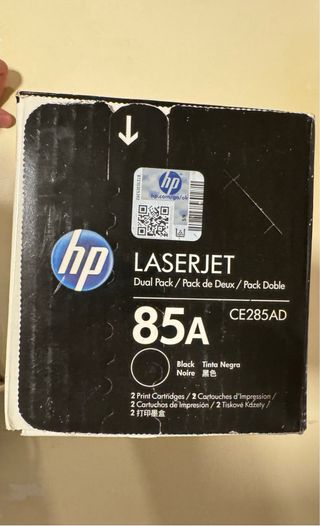 hp
hp.com/go/ok
hp
LASERJET
Dual Pack / Pack de Deux / Pack Doble
85A CE285AD
Black Tinta Negra
Noire 黑色
2 Print Cartridges / 2 Cartouches d'Impression /
2 Cartuchos de Impresión / 2 Tiskové Kazety /
2 打印墨盒